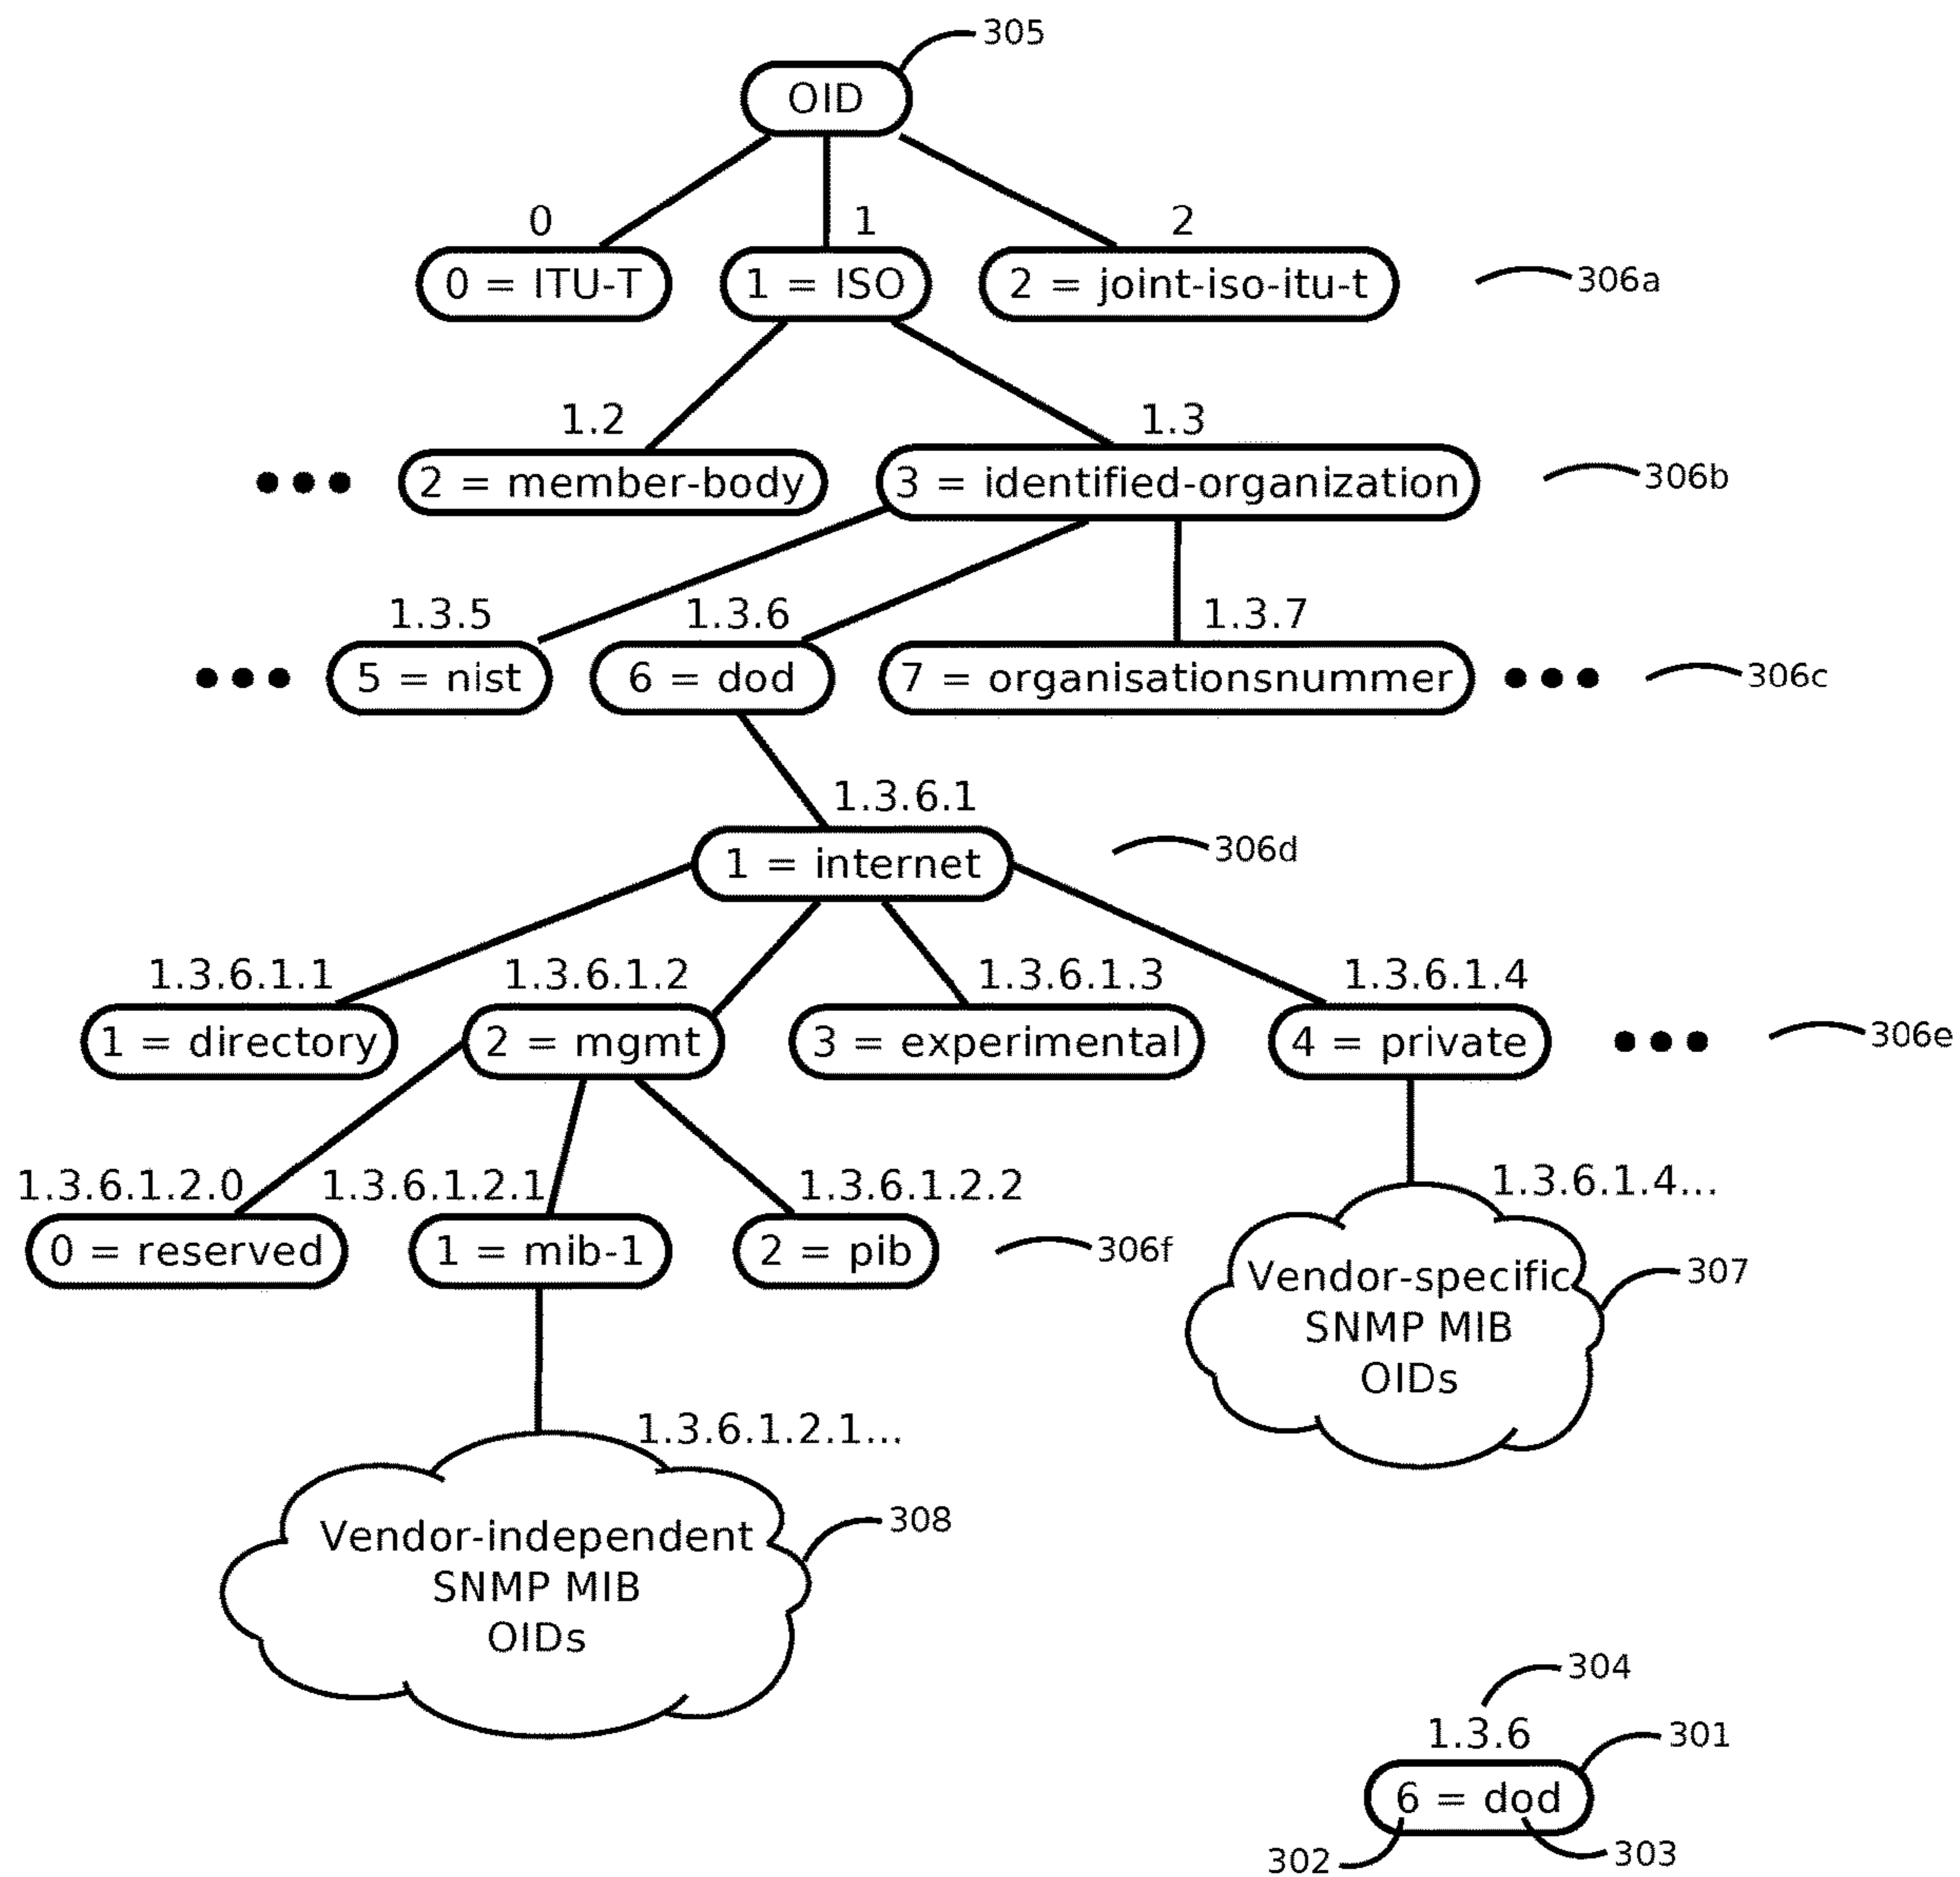 305
OID
0
1
2
0 = ITU-T
1 = ISO
2 = joint-iso-itu-t
306a
1.2
1.3
2 = member-body
3 = identified-organization
306b
1.3.5
1.3.6
1.3.7
5 = nist
6 = dod
7 = organisationsnummer
306c
1.3.6.1
1 = internet
306d
1.3.6.1.1
1.3.6.1.2
1.3.6.1.3
1.3.6.1.4
1 = directory
2 = mgmt
3 = experimental
4 = private
306e
1.3.6.1.2.0
1.3.6.1.2.1
1.3.6.1.2.2
1.3.6.1.4...
0 = reserved
1 = mib-1
2 = pib
306f
Vendor-specific
SNMP MIB
OIDs
307
1.3.6.1.2.1...
Vendor-independent
SNMP MIB
OIDs
308
304
1.3.6
301
6 = dod
302
303